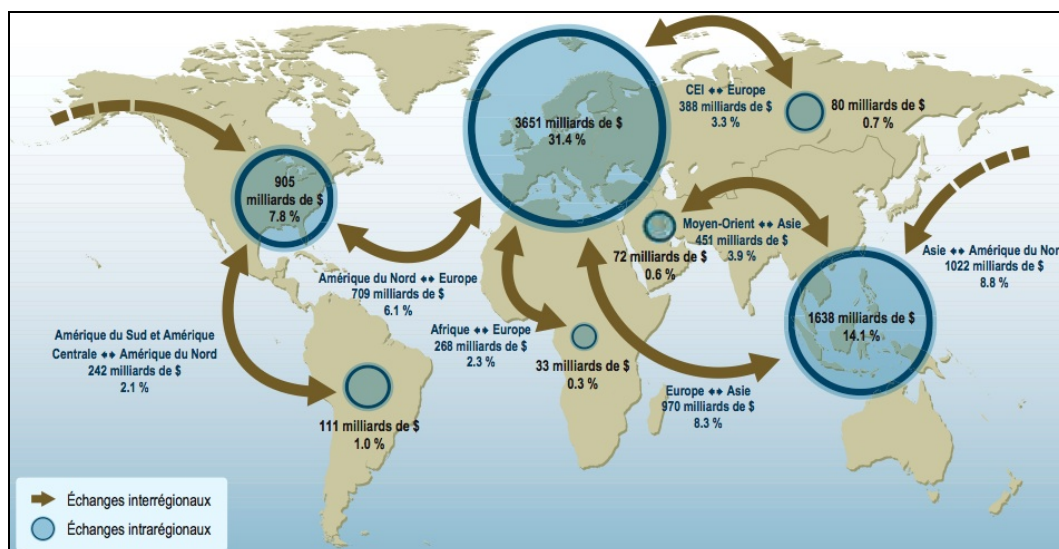 CEI ↔ Europe
388 milliards de $
3.3 %
80 milliards de $
0.7 %
3651 milliards de $
31.4 %
905
milliards de $
7.8 %
Moyen-Orient ↔ Asie
451 milliards de $
3.9 %
72 milliards de $
0.6 %
Asie ↔ Amérique du Nor
1022 milliards de $
8.8 %
Amérique du Nord ↔ Europe
709 milliards de $
6.1 %
1638 milliards de $
14.1 %
Afrique ↔ Europe
268 milliards de $
2.3 %
Amérique du Sud et Amérique
Centrale ↔ Amérique du Nord
242 milliards de $
2.1 %
33 milliards de $
0.3 %
Europe ↔ Asie
970 milliards de $
8.3 %
111 milliards de $
1.0 %
Échanges interrégionaux
Échanges intrarégionaux